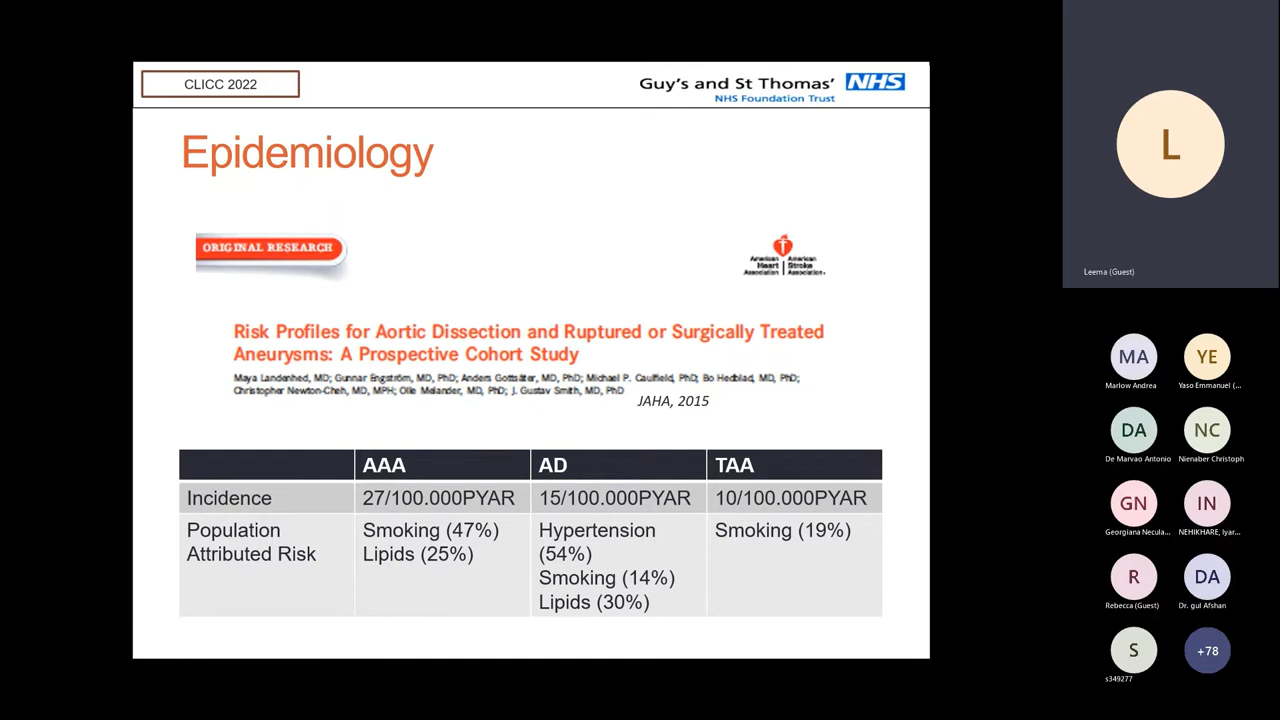 CLICC 2022
Guy's and St Thomas' NHS
NHS Foundation Trust
Epidemiology
ORIGINAL RESEARCH
American Heart Association
American Stroke Association
Risk Profiles for Aortic Dissection and Ruptured or Surgically Treated
Aneurysms: A Prospective Cohort Study
Maya Landenhed, MD; Gunnar Engström, MD, PhD; Anders Gottsäter, MD, PhD; Michael P. Caulfield, PhD; Bo Hedblad, MD, PhD;
Christopher Newton-Cheh, MD, MPH; Olle Melander, MD, PhD; J. Gustav Smith, MD, PhD
JAHA, 2015
AAA AD TAA
Incidence 27/100.000PYAR 15/100.000PYAR 10/100.000PYAR
Population Smoking (47%) Hypertension Smoking (19%)
Attributed Risk Lipids (25%) (54%)
Smoking (14%)
Lipids (30%)
L
Leema (Guest)
MA YE
Marlow Andrea Yaso Emmanuel (...
DA NC
De Marvao Antonio Nienaber Christoph
GN IN
Georgiana Necula... NEHIKHARE, Iyar...
R DA
Rebecca (Guest) Dr. gul Afshan
S +78
s349277